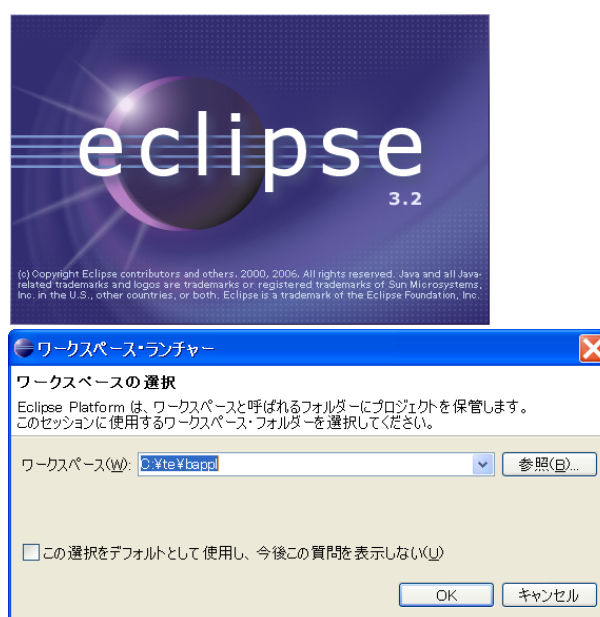 eclipse
3.2
(c) Copyright Eclipse contributors and others. 2000, 2006. All rights reserved. Java and all Java-
related trademarks and logos are trademarks or registered trademarks of Sun Microsystems,
Inc. in the U.S., other countries, or both. Eclipse is a trademark of the Eclipse Foundation, Inc.
ワークスペース・ランチャー
ワークスペースの選択
Eclipse Platform は、ワークスペースと呼ばれるフォルダーにプロジェクトを保管します。
このセッションに使用するワークスペース・フォルダーを選択してください。
ワークスペース(W): C:¥te¥bappl 参照(B)...
この選択をデフォルトとして使用し、今後この質問を表示しない(U)
OK キャンセル